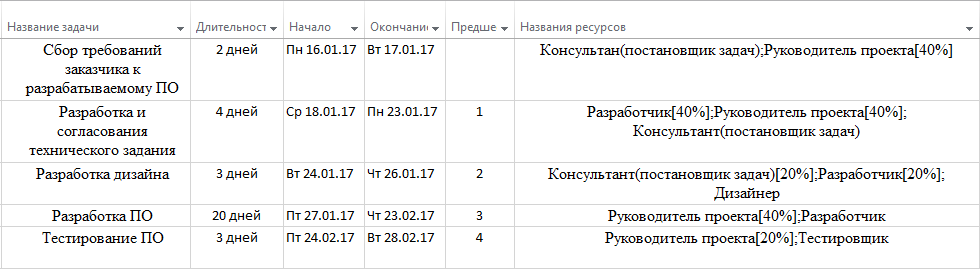 Название задачи Длительност Начало Окончание Предше Названия ресурсов
Сбор требований 2 дней Пн 16.01.17 Вт 17.01.17 Консультан(постановщик задач);Руководитель проекта[40%]
заказчика к
разрабатываемому ПО
Разработка и 4 дней Ср 18.01.17 Пн 23.01.17 1 Разработчик[40%];Руководитель проекта[40%];
согласования Консультант(постановщик задач)
технического задания
Разработка дизайна 3 дней Вт 24.01.17 Чт 26.01.17 2 Консультант(постановщик задач)[20%];Разработчик[20%];
Дизайнер
Разработка ПО 20 дней Пт 27.01.17 Чт 23.02.17 3 Руководитель проекта[40%];Разработчик
Тестирование ПО 3 дней Пт 24.02.17 Вт 28.02.17 4 Руководитель проекта[20%];Тестировщик